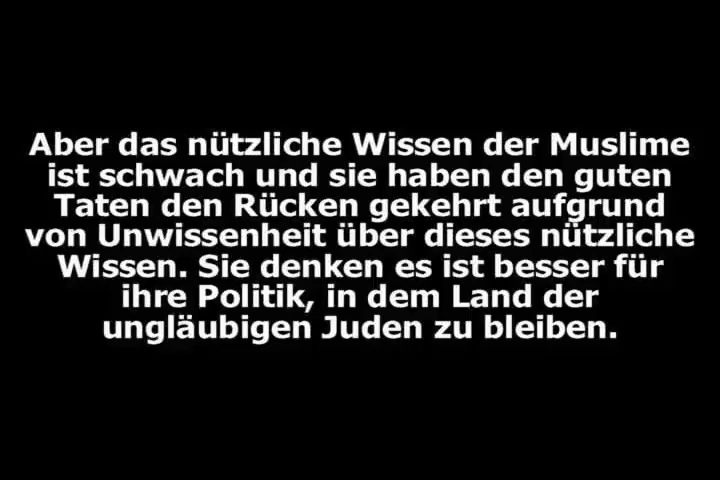 Aber das nützliche Wissen der Muslime
ist schwach und sie haben den guten
Taten den Rücken gekehrt aufgrund
von Unwissenheit über dieses nützliche
Wissen. Sie denken es ist besser für
ihre Politik, in dem Land der
ungläubigen Juden zu bleiben.